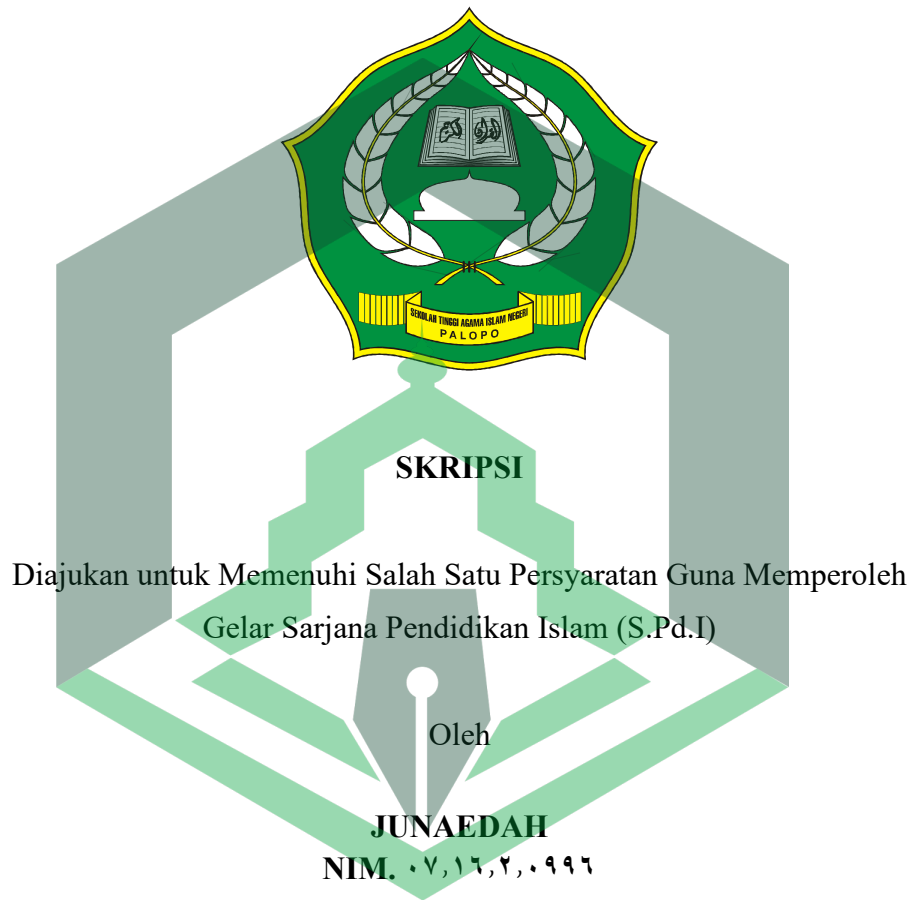 SEKOLAH TINGGI AGAMA ISLAM NEGERI
PALOPO
SKRIPSI
Diajukan untuk Memenuhi Salah Satu Persyaratan Guna Memperoleh
Gelar Sarjana Pendidikan Islam (S.Pd.I)
Oleh
JUNAEDAH
NIM. ٠٧,١٦,٢,٠٩٩٦